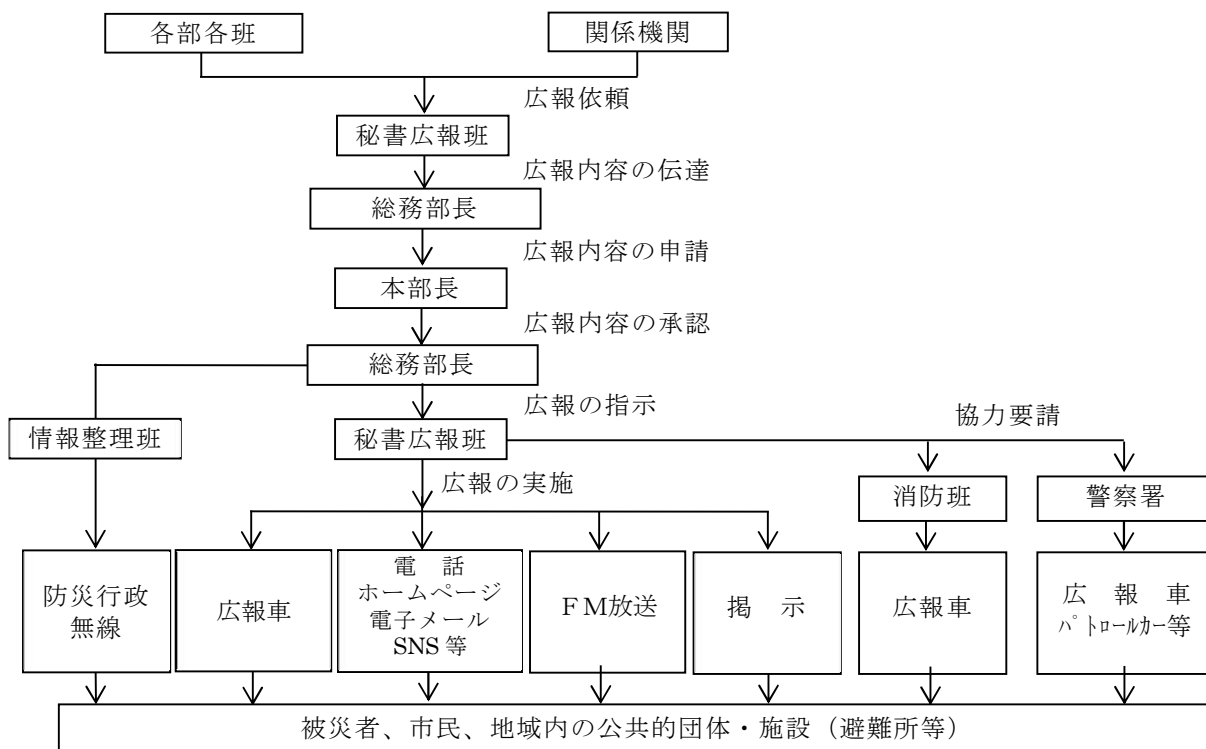 各部各班
関係機関
広報依頼
秘書広報班
広報内容の伝達
総務部長
広報内容の申請
本部長
広報内容の承認
総務部長
広報の指示
協力要請
情報整理班
秘書広報班
広報の実施
消防班
警察署
防災行政
無線
広報車
電　話
ホームページ
電子メール
SNS 等
ＦＭ放送
掲　示
広報車
広　報　車
ﾊﾟﾄﾛｰﾙｶｰ等
被災者、市民、地域内の公共的団体・施設（避難所等）